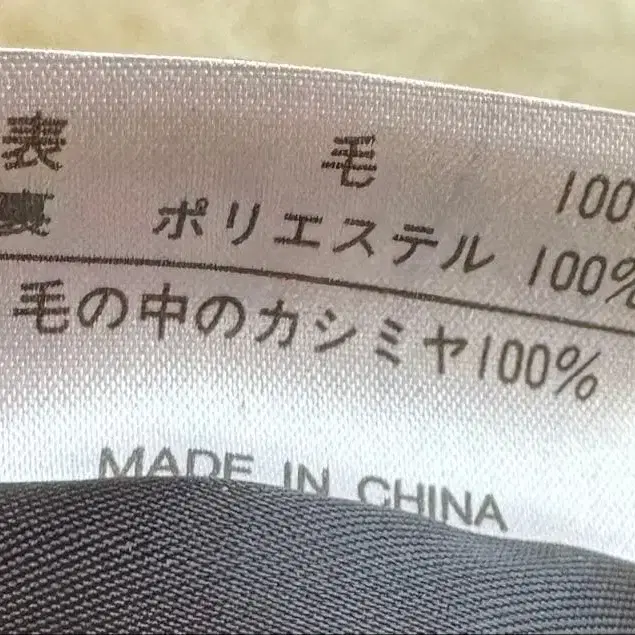 表 毛 100%
裏 ポリエステル 100%
毛の中のカシミヤ100%
MADE IN CHINA